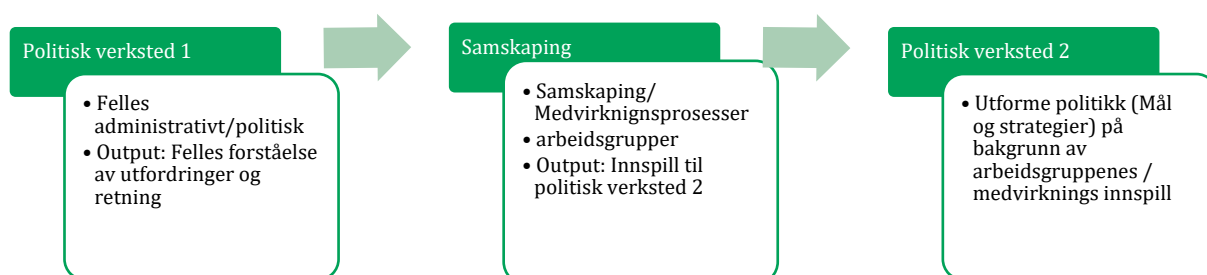 Politisk verksted 1
• Felles
administrativt/politisk
• Output: Felles forståelse
av utfordringer og
retning
Samskaping
• Samskaping/
Medvirknignsprosesser
• arbeidsgrupper
• Output: Innspill til
politisk verksted 2
Politisk verksted 2
• Utforme politikk (Mål
og strategier) på
bakgrunn av
arbeidsgruppenes /
medvirknings innspill